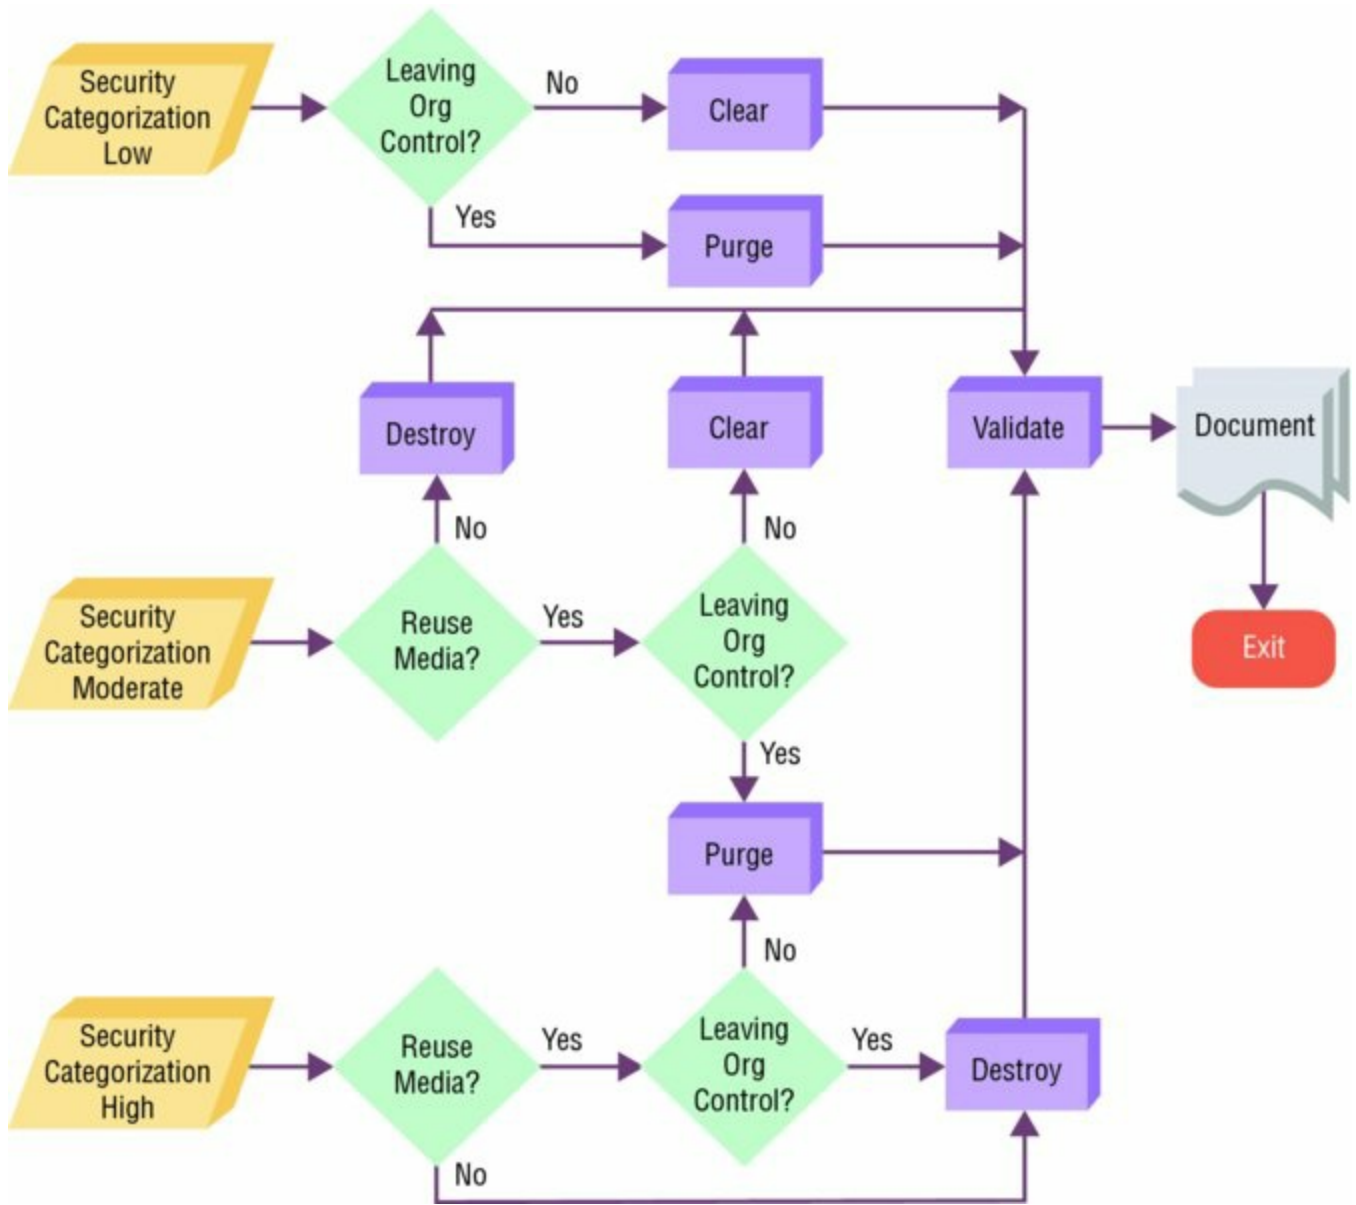 Security
Categorization
Low
Leaving
Org
Control?
No
Clear
Yes
Purge
Destroy
Clear
Validate
Document
No
No
Security
Categorization
Moderate
Reuse
Media?
Yes
Leaving
Org
Control?
Exit
Yes
Purge
No
Security
Categorization
High
Reuse
Media?
Yes
Leaving
Org
Control?
Yes
Destroy
No